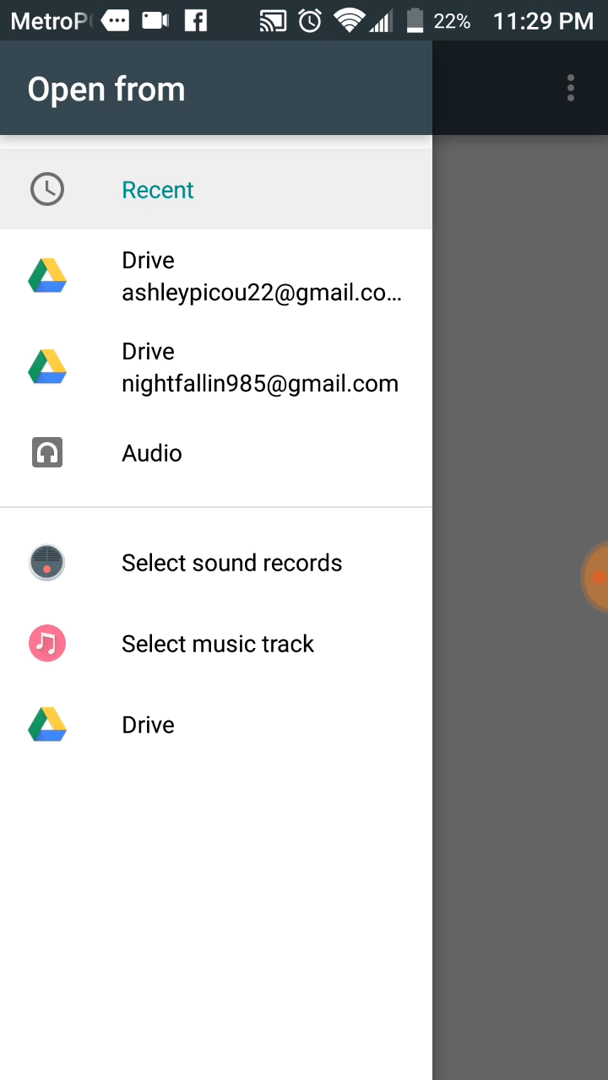 MetroP 22% 11:29 PM
Open from
Recent
Drive
ashleypicou22@gmail.co...
Drive
nightfallin985@gmail.com
Audio
Select sound records
Select music track
Drive